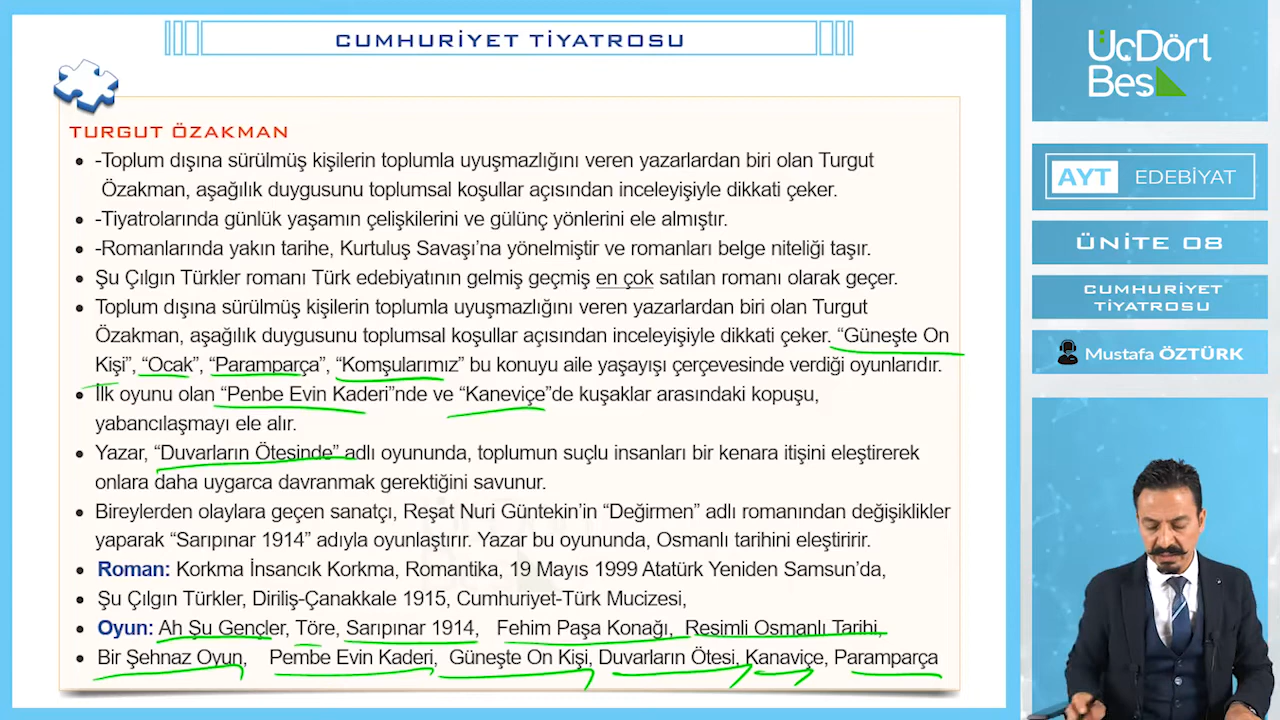 CUMHURİYET TİYATROSU
TURGUT ÖZAKMAN
• -Toplum dışına sürülmüş kişilerin toplumla uyuşmazlığını veren yazarlardan biri olan Turgut
Özakman, aşağılık duygusunu toplumsal koşullar açısından inceleyişiyle dikkati çeker.
• -Tiyatrolarında günlük yaşamın çelişkilerini ve gülünç yönlerini ele almıştır.
• -Romanlarında yakın tarihe, Kurtuluş Savaşı’na yönelmiştir ve romanları belge niteliği taşır.
• Şu Çılgın Türkler romanı Türk edebiyatının gelmiş geçmiş en çok satılan romanı olarak geçer.
• Toplum dışına sürülmüş kişilerin toplumla uyuşmazlığını veren yazarlardan biri olan Turgut
Özakman, aşağılık duygusunu toplumsal koşullar açısından inceleyişiyle dikkati çeker. “Güneşte On
Kişi”, “Ocak”, “Paramparça”, “Komşularımız” bu konuyu aile yaşayışı çerçevesinde verdiği oyunlarıdır.
• İlk oyunu olan “Penbe Evin Kaderi”nde ve “Kaneviçe”de kuşaklar arasındaki kopuşu,
yabancılaşmayı ele alır.
• Yazar, “Duvarların Ötesinde” adlı oyununda, toplumun suçlu insanları bir kenara itişini eleştirerek
onlara daha uygarca davranmak gerektiğini savunur.
• Bireylerden olaylara geçen sanatçı, Reşat Nuri Güntekin’in “Değirmen” adlı romanından değişiklikler
yaparak “Sarıpınar 1914” adıyla oyunlaştırır. Yazar bu oyununda, Osmanlı tarihini eleştiririr.
• Roman: Korkma İnsancık Korkma, Romantika, 19 Mayıs 1999 Atatürk Yeniden Samsun’da,
• Şu Çılgın Türkler, Diriliş-Çanakkale 1915, Cumhuriyet-Türk Mucizesi,
• Oyun: Ah Şu Gençler, Töre, Sarıpınar 1914, Fehim Paşa Konağı, Resimli Osmanlı Tarihi,
• Bir Şehnaz Oyun, Pembe Evin Kaderi, Güneşte On Kişi, Duvarların Ötesi, Kanaviçe, Paramparça
ÜçDört
Beş
AYT EDEBİYAT
ÜNİTE 08
CUMHURİYET
TİYATROSU
Mustafa ÖZTÜRK